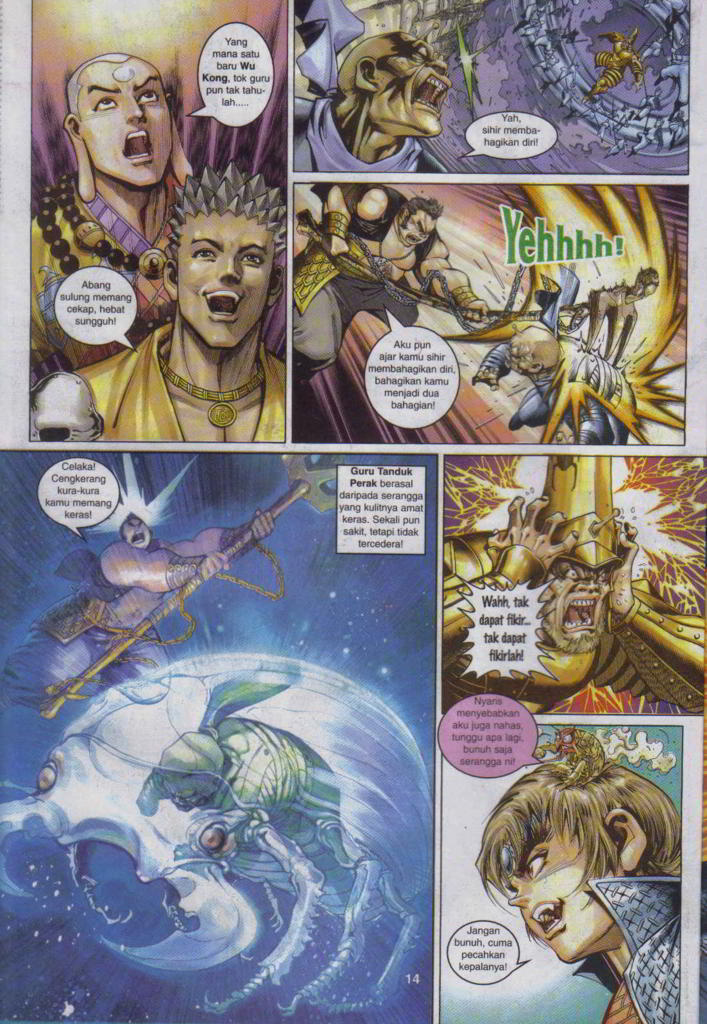 Yang
mana satu
baru Wu
Kong, tok guru
pun tak tahu-
lah.....
Abang
sulung memang
cekap, hebat
sungguh!
Yah,
sihir memba-
hagikan diri!
Yehhhh!
Aku pun
ajar kamu sihir
membahagikan diri,
bahagikan kamu
menjadi dua
bahagian!
Celaka!
Cengkerang
kura-kura
kamu memang
keras!
Guru Tanduk
Perak berasal
daripada serangga
yang kulitnya amat
keras. Sekali pun
sakit, tetapi tidak
tercedera!
Wahh, tak
dapat fikir...
tak dapat
fikirlah!
Nyaris
menyebabkan
aku juga nahas,
tunggu apa lagi,
bunuh saja
serangga ni!
Jangan
bunuh, cuma
pecahkan
kepalanya!
14